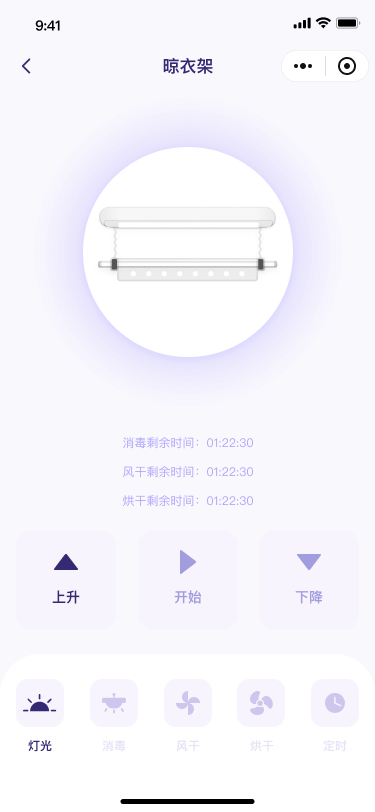 9:41
晾衣架
消毒剩余时间：01:22:30
风干剩余时间：01:22:30
烘干剩余时间：01:22:30
上升 开始 下降
灯光 消毒 风干 烘干 定时